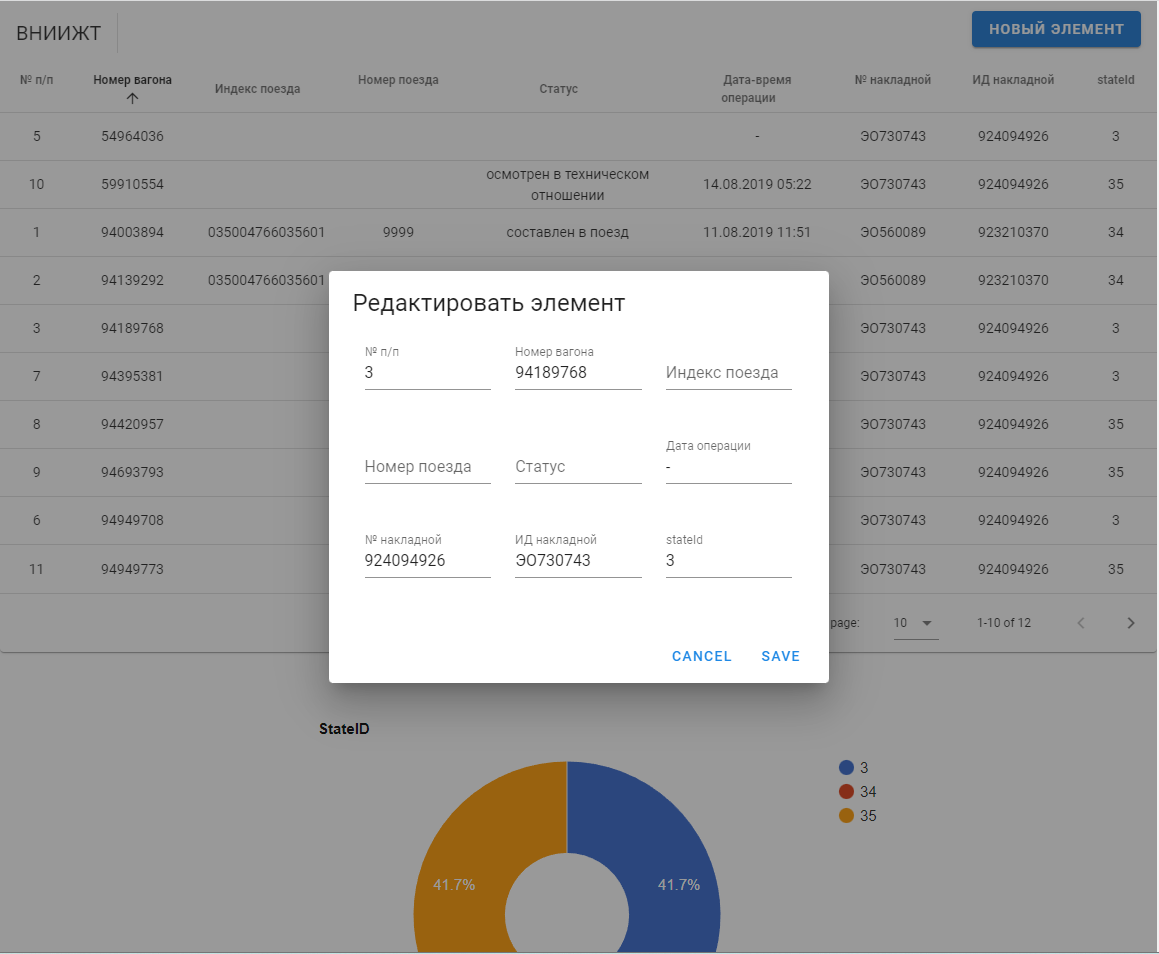 ВНИИЖТ
НОВЫЙ ЭЛЕМЕНТ
№ п/п Номер вагона Индекс поезда Номер поезда Статус Дата-время операции № накладной ИД накладной stateId
5 54964036 - ЭО730743 924094926 3
10 59910554 осмотрен в техническом отношении 14.08.2019 05:22 ЭО730743 924094926 35
1 94003894 035004766035601 9999 составлен в поезд 11.08.2019 11:51 ЭО560089 923210370 34
2 94139292 035004766035601 ЭО560089 923210370 34
3 94189768 ЭО730743 924094926 3
7 94395381 ЭО730743 924094926 3
8 94420957 ЭО730743 924094926 35
9 94693793 ЭО730743 924094926 35
6 94949708 ЭО730743 924094926 3
11 94949773 ЭО730743 924094926 35
page: 10 1-10 of 12
Редактировать элемент
№ п/п Номер вагона
3 94189768 Индекс поезда
Дата операции
Номер поезда Статус -
№ накладной ИД накладной stateId
924094926 ЭО730743 3
CANCEL SAVE
StateID
3
34
35
41.7% 41.7%